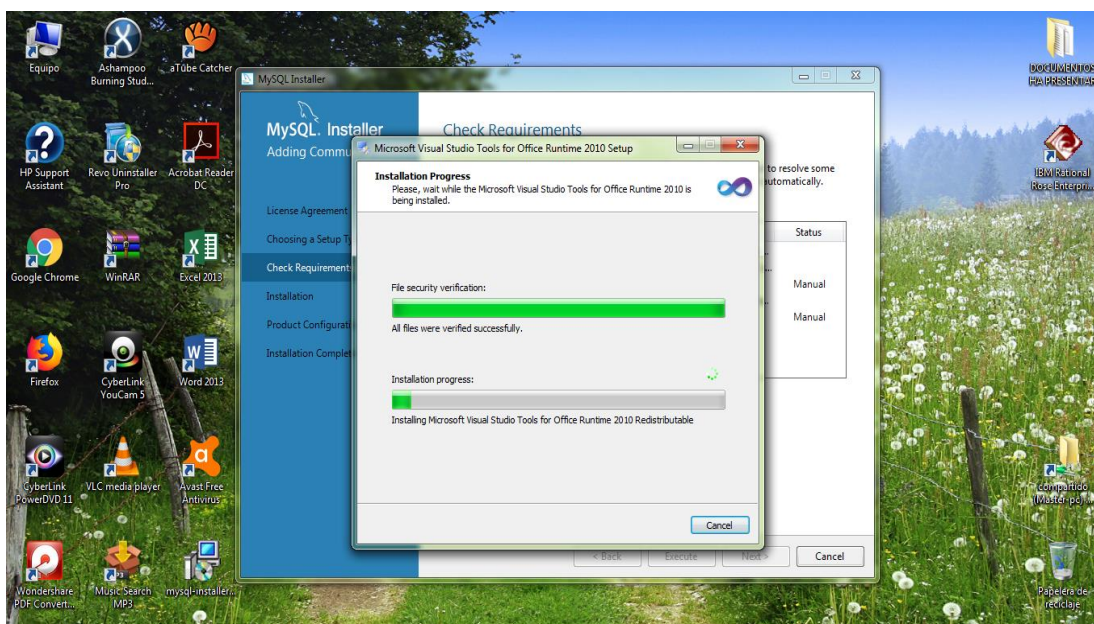 Equipo
Ashampoo
Burning Stud...
aTube Catcher
HP Support
Assistant
Revo Uninstaller
Pro
Acrobat Reader
DC
Google Chrome
WinRAR
Excel 2013
Firefox
CyberLink
YouCam 5
Word 2013
CyberLink
PowerDVD 11
VLC media player
Avast Free
Antivirus
Wondershare
PDF Convert...
Music Search
MP3
mysql-installer...
MySQL Installer
MySQL. Installer
Adding Commu
License Agreement
Choosing a Setup Ty
Check Requirements
Installation
Product Configurati
Installation Complet
Check Requirements
to resolve some
automatically.
Status
Manual
Manual
< Back
Execute
Next >
Cancel
Microsoft Visual Studio Tools for Office Runtime 2010 Setup
Installation Progress
Please, wait while the Microsoft Visual Studio Tools for Office Runtime 2010 is
being installed.
File security verification:
All files were verified successfully.
Installation progress:
Installing Microsoft Visual Studio Tools for Office Runtime 2010 Redistributable
Cancel
DOCUMENTOS
HA PRESENTAR
IBM Rational
Rose Enterpri...
compartido
(Master-pc)...
Papelera de
reciclaje